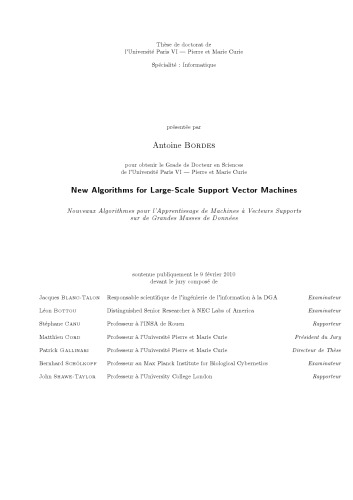 Thèse de doctorat de
l'Université Paris VI — Pierre et Marie Curie
Spécialité : Informatique
présentée par
Antoine BORDES
pour obtenir le Grade de Docteur en Sciences
de l'Université Paris VI — Pierre et Marie Curie
New Algorithms for Large-Scale Support Vector Machines
Nouveaux Algorithmes pour l'Apprentissage de Machines à Vecteurs Supports
sur de Grandes Masses de Données
soutenue publiquement le 9 février 2010
devant le jury composé de
Jacques BLANC-TALON Responsable scientifique de l'ingénierie de l'information à la DGA Examinateur
Léon BOTTOU Distinguished Senior Researcher à NEC Labs of America Examinateur
Stéphane CANU Professeur à l'INSA de Rouen Rapporteur
Matthieu CORD Professeur à l'Université Pierre et Marie Curie Président du Jury
Patrick GALLINARI Professeur à l'Université Pierre et Marie Curie Directeur de Thèse
Bernhard SCHÖLKOPF Professeur au Max Planck Institute for Biological Cybernetics Examinateur
John SHAWE-TAYLOR Professeur à l'University College London Rapporteur